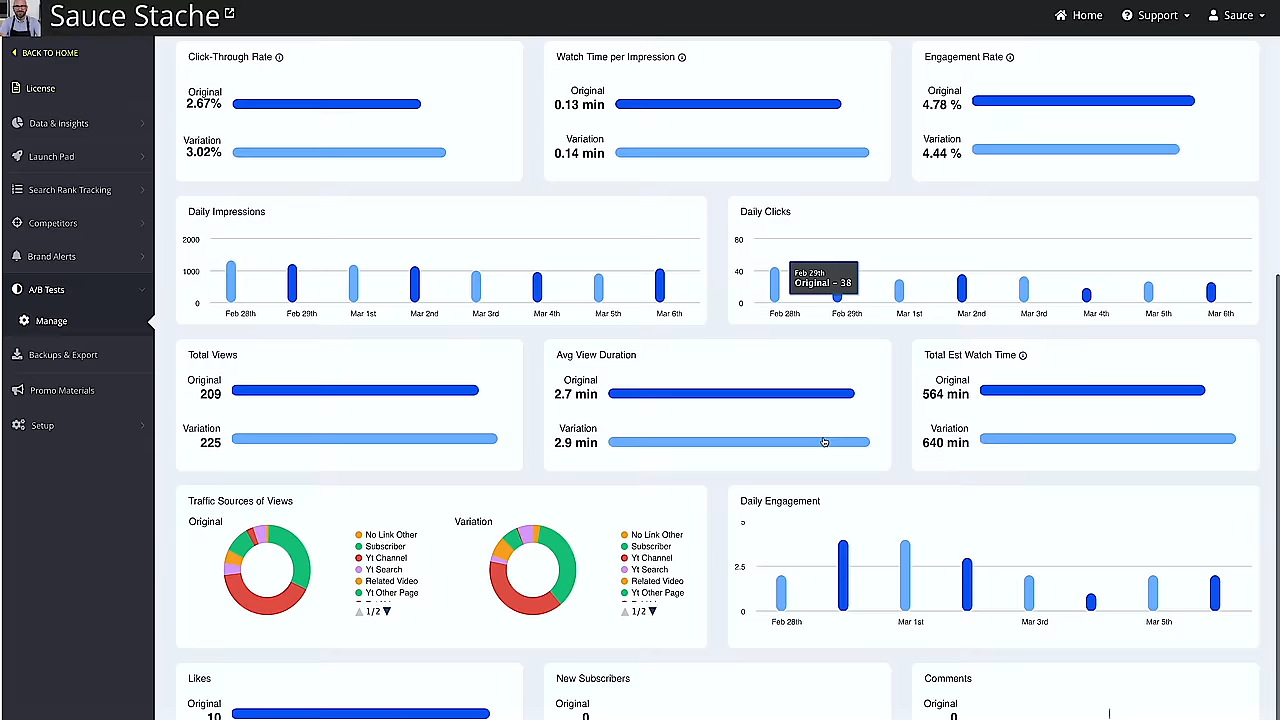 Sauce Stache
Home
Support
Sauce
BACK TO HOME
License
Data & Insights
Launch Pad
Search Rank Tracking
Competitors
Brand Alerts
A/B Tests
Manage
Backups & Export
Promo Materials
Setup
Click-Through Rate
Original
2.67%
Variation
3.02%
Watch Time per Impression
Original
0.13 min
Variation
0.14 min
Engagement Rate
Original
4.78 %
Variation
4.44 %
Daily Impressions
2000
1000
0
Feb 28th Feb 29th Mar 1st Mar 2nd Mar 3rd Mar 4th Mar 5th Mar 6th
Daily Clicks
80
40
0
Feb 29th
Original - 38
Feb 28th Feb 29th Mar 1st Mar 2nd Mar 3rd Mar 4th Mar 5th Mar 6th
Total Views
Original
209
Variation
225
Avg View Duration
Original
2.7 min
Variation
2.9 min
Total Est Watch Time
Original
564 min
Variation
640 min
Traffic Sources of Views
Original
No Link Other
Subscriber
Yt Channel
Yt Search
Related Video
Yt Other Page
1/2
Variation
No Link Other
Subscriber
Yt Channel
Yt Search
Related Video
Yt Other Page
1/2
Daily Engagement
5
2.5
0
Feb 28th Mar 1st Mar 3rd Mar 5th
Likes
Original
10
New Subscribers
Original
0
Comments
Original
0